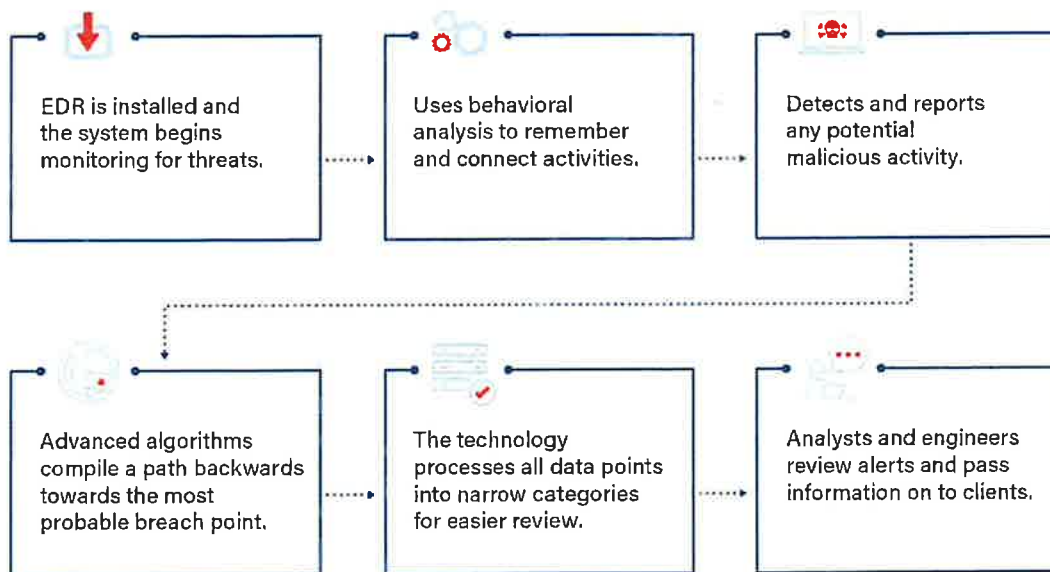 EDR is installed and
the system begins
monitoring for threats.
Uses behavioral
analysis to remember
and connect activities.
Detects and reports
any potential
malicious activity.
Advanced algorithms
compile a path backwards
towards the most
probable breach point.
The technology
processes all data points
into narrow categories
for easier review.
Analysts and engineers
review alerts and pass
information on to clients.